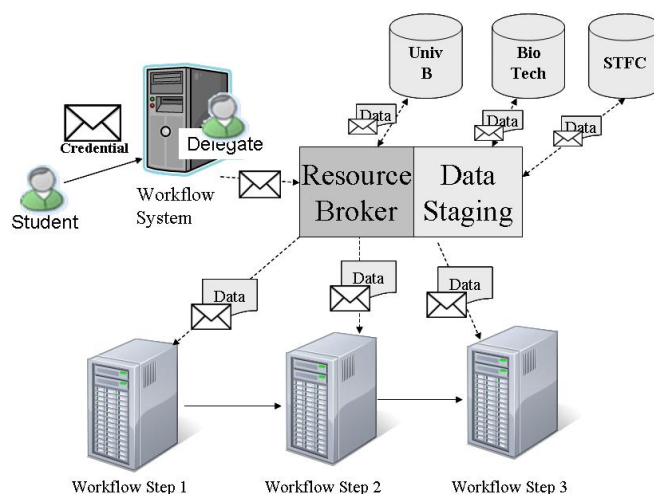 Univ
B
Bio
Tech
STFC
Data
Data
Data
Credential
Delegate
Student
Workflow
System
Resource
Broker
Data
Staging
Data
Data
Data
Workflow Step 1
Workflow Step 2
Workflow Step 3